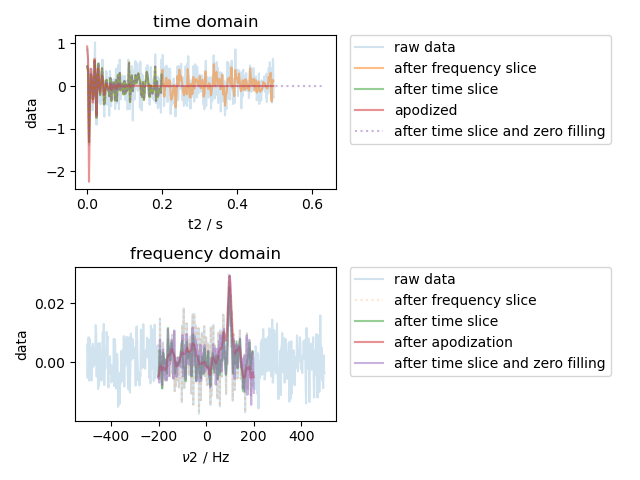 time domain
1
0
−1
−2
data
0.0 0.2 0.4 0.6
t2 / s
raw data
after frequency slice
after time slice
apodized
after time slice and zero filling
frequency domain
0.02
0.00
data
−400 −200 0 200 400
ν2 / Hz
raw data
after frequency slice
after time slice
after apodization
after time slice and zero filling